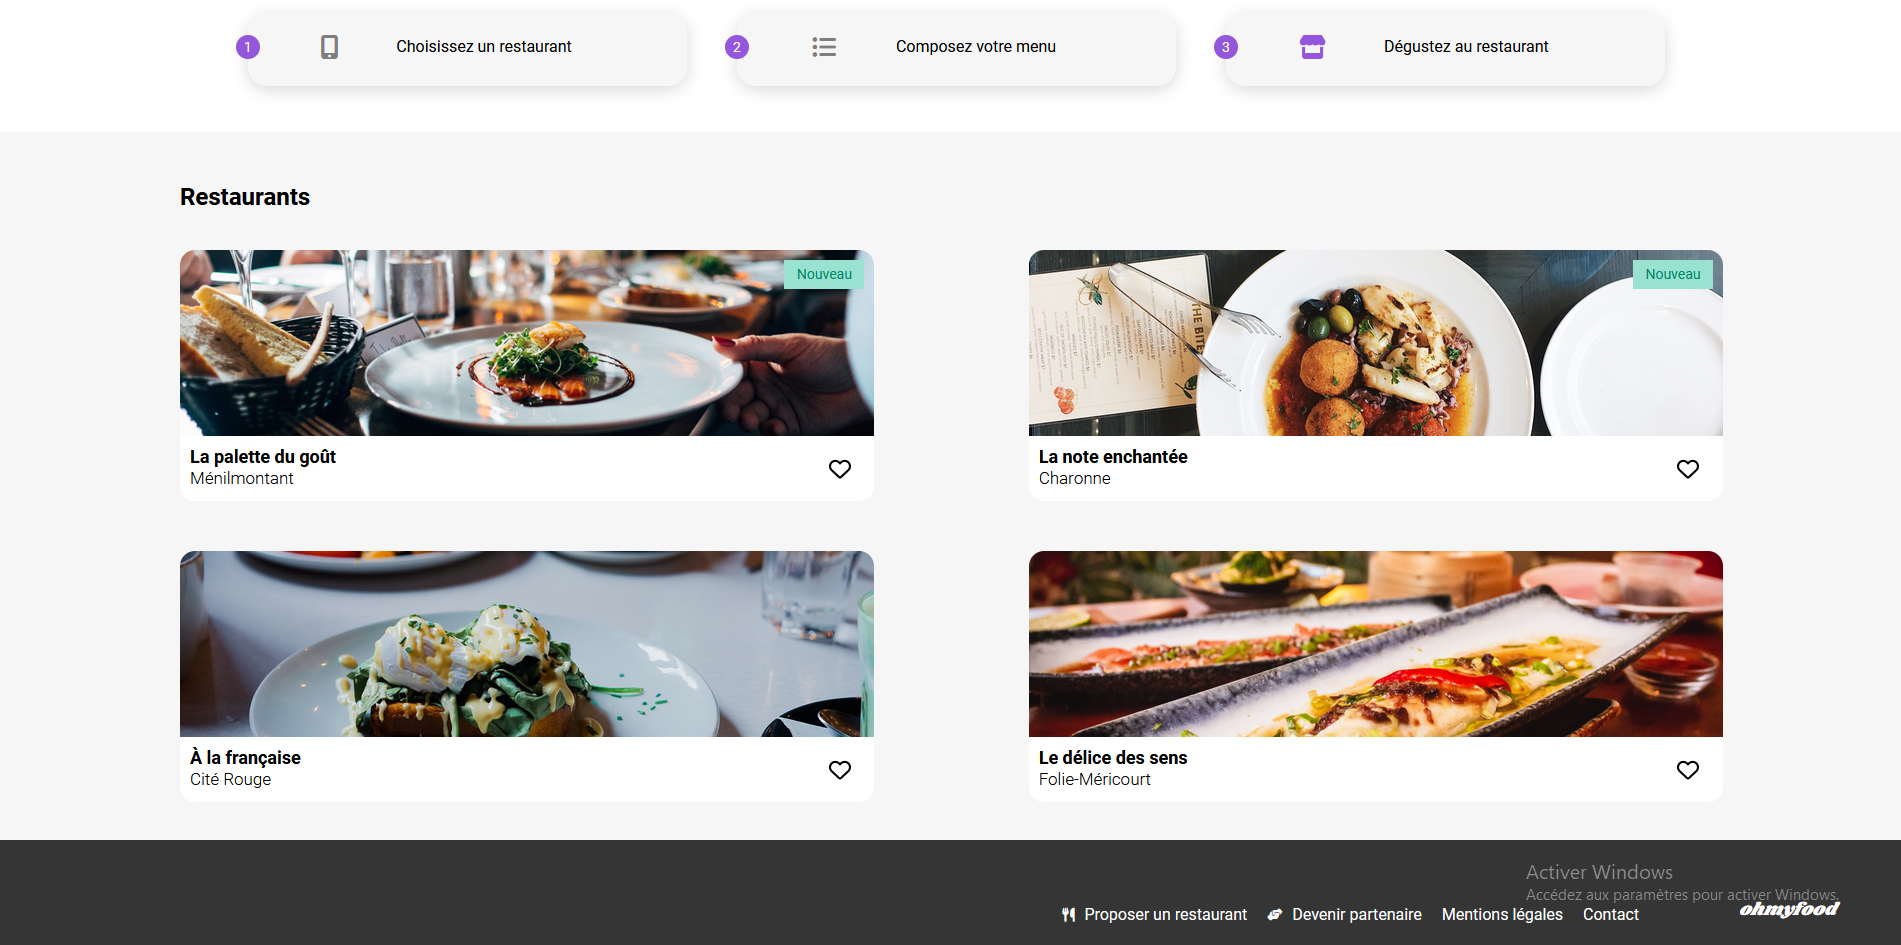 1
Choisissez un restaurant
2
Composez votre menu
3
Dégustez au restaurant
Restaurants
Nouveau
La palette du goût
Ménilmontant
Nouveau
THE BITE
La note enchantée
Charonne
À la française
Cité Rouge
Le délice des sens
Folie-Méricourt
Activer Windows
Accédez aux paramètres pour activer Windows.
Proposer un restaurant
Devenir partenaire
Mentions légales
Contact
ohmyfood